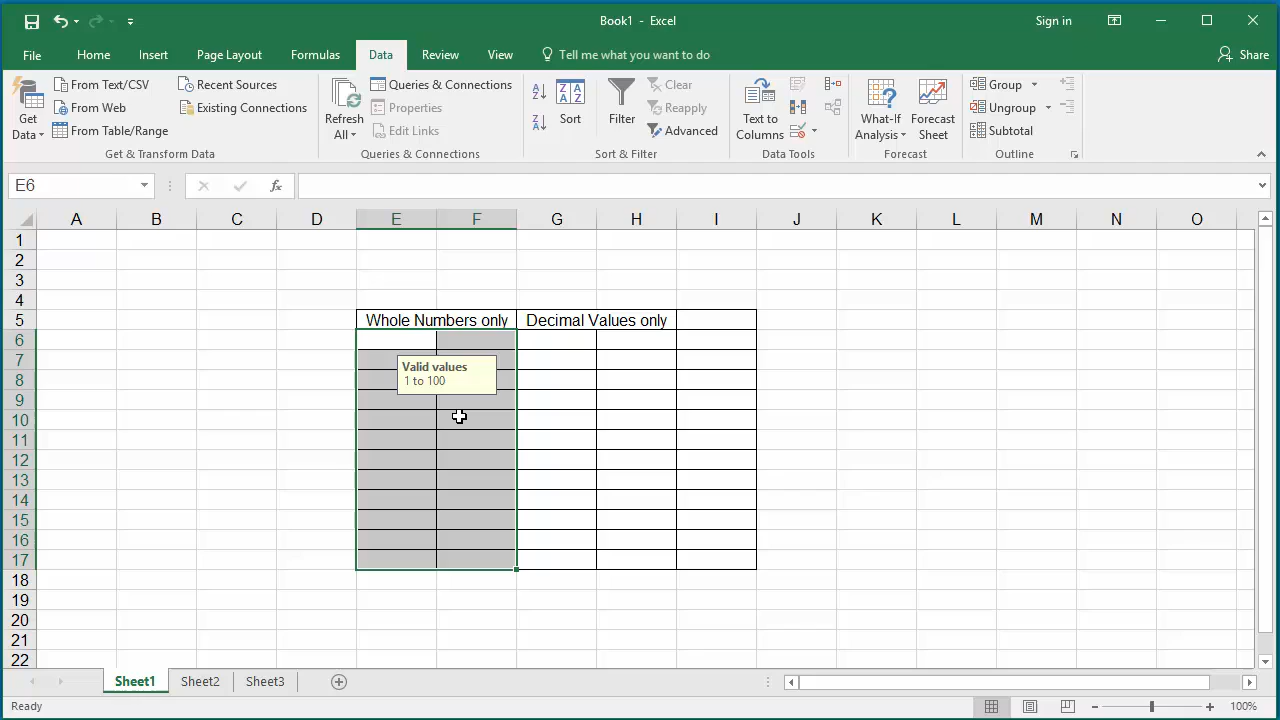 Book1 - Excel
Sign in
File Home Insert Page Layout Formulas Data Review View Tell me what you want to do Share
Get Data
From Text/CSV
From Web
From Table/Range
Recent Sources
Existing Connections
Get & Transform Data
Refresh All
Queries & Connections
Properties
Edit Links
Queries & Connections
Sort
Filter
Clear
Reapply
Advanced
Sort & Filter
Text to Columns
Data Tools
What-If Analysis
Forecast Sheet
Forecast
Group
Ungroup
Subtotal
Outline
E6
fx
A B C D E F G H I J K L M N O
1
2
3
4
5 Whole Numbers only Decimal Values only
6
7 Valid values
8 1 to 100
9
10
11
12
13
14
15
16
17
18
19
20
21
22
Sheet1 Sheet2 Sheet3
Ready
100%